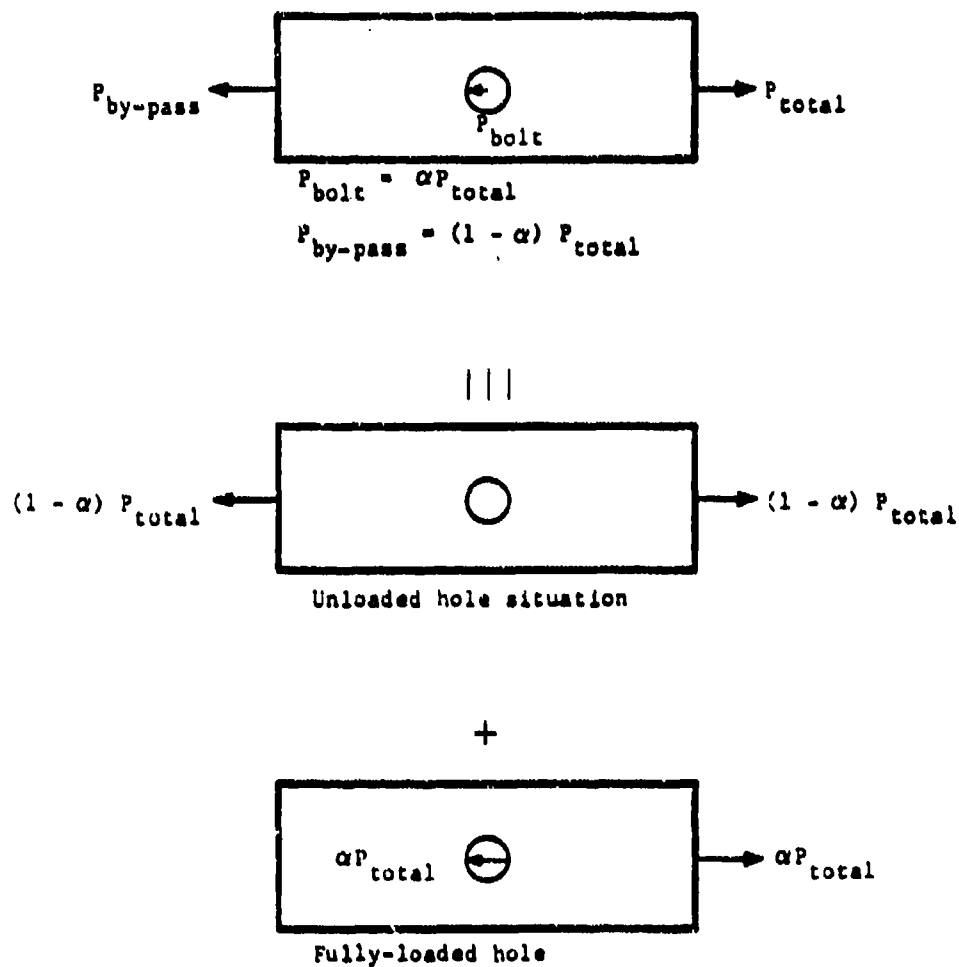 P_by-pass P_total
P_bolt
P_bolt = αP_total
P_by-pass = (1 - α) P_total
|||
(1 - α) P_total (1 - α) P_total
Unloaded hole situation
+
αP_total αP_total
Fully-loaded hole